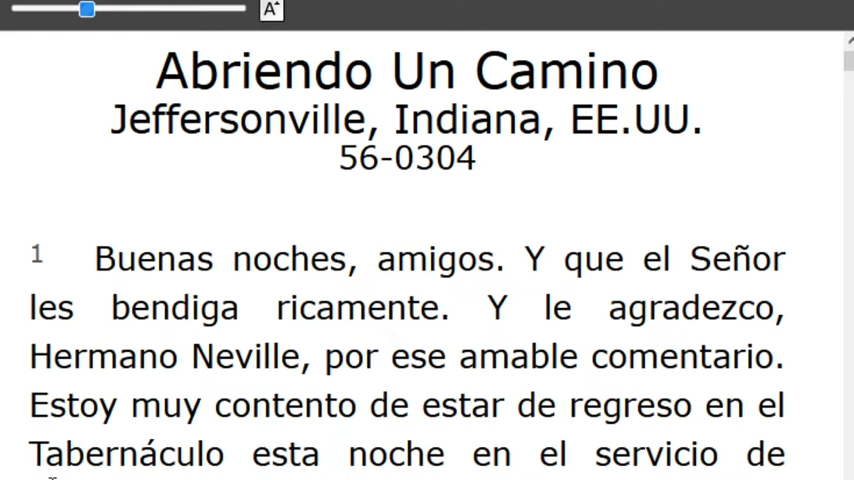 A
Abriendo Un Camino
Jeffersonville, Indiana, EE.UU.
56-0304
1 Buenas noches, amigos. Y que el Señor
les bendiga ricamente. Y le agradezco,
Hermano Neville, por ese amable comentario.
Estoy muy contento de estar de regreso en el
Tabernáculo esta noche en el servicio de